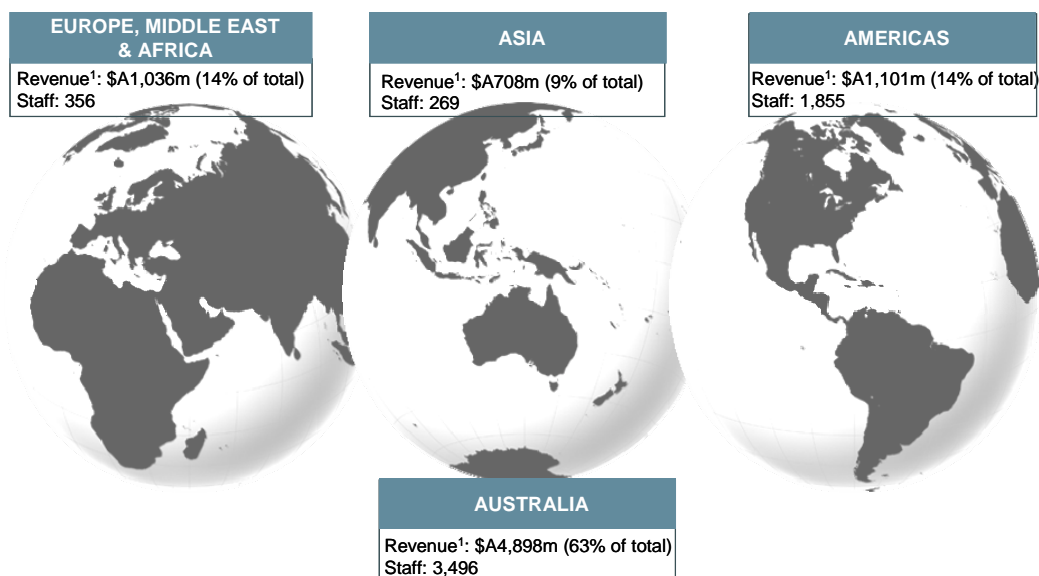 EUROPE, MIDDLE EAST
& AFRICA
Revenue¹: $A1,036m (14% of total)
Staff: 356
ASIA
Revenue¹: $A708m (9% of total)
Staff: 269
AMERICAS
Revenue¹: $A1,101m (14% of total)
Staff: 1,855
AUSTRALIA
Revenue¹: $A4,898m (63% of total)
Staff: 3,496